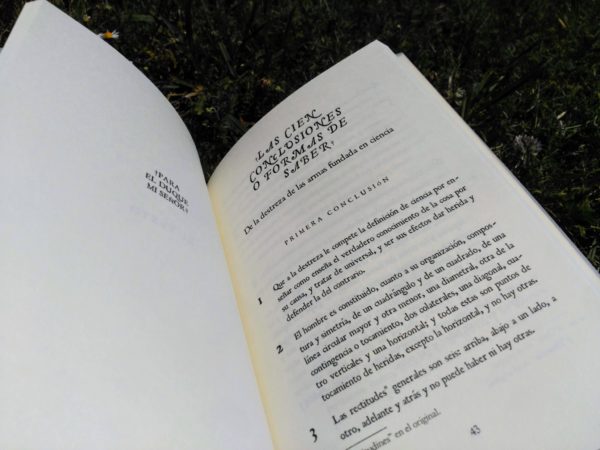 ¡PARA
EL DUQUE
MI SEÑOR!
¡LAS CIEN
CONCLUSIONES
O FORMAS DE
SABER!
De la destreza de las armas fundada en ciencia
PRIMERA CONCLUSIÓN
1 Que a la destreza le compete la definición de ciencia por en-
señar como enseña el verdadero conocimiento de la cosa por
su causa, y tratar de universal, y ser sus efectos dar herida y
defender la del contrario.
2 El hombre es constituido, cuanto a su organización, compos-
tura y simetría, de un cuadrángulo y de un cuadrado, de una
línea circular mayor y otra menor, una diametral, otra de la
contingencia o tocamiento, dos colaterales, una diagonal, cua-
tro verticales y una horizontal; y todas estas son puntos de
tocamiento de heridas, excepto la horizontal, y no hay otras.
3 Las rectitudes* generales son seis: arriba, abajo a un lado, a
otro, adelante y atrás y no puede haber ni hay otras.
en el original.
43